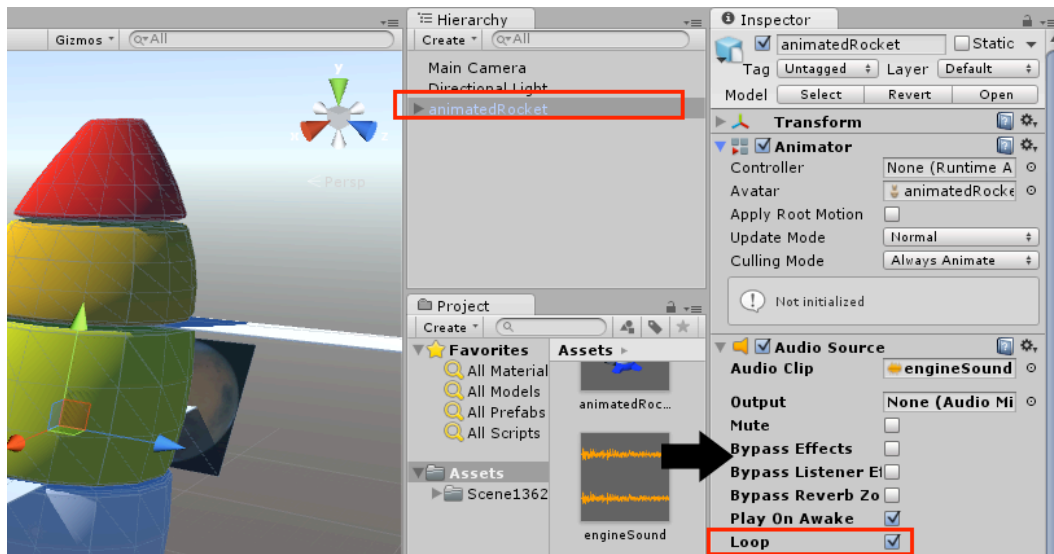 Gizmos
All
y
x
z
Persp
Hierarchy
Create
All
Main Camera
Directional Light
animatedRocket
Project
Create
Favorites
All Material
All Models
All Prefabs
All Scripts
Assets
Scene1362
Assets
animatedRoc...
engineSound
Inspector
animatedRocket
Static
Tag
Untagged
Layer
Default
Model
Select
Revert
Open
Transform
Animator
Controller
None (Runtime A
Avatar
animatedRocke
Apply Root Motion
Update Mode
Normal
Culling Mode
Always Animate
Not initialized
Audio Source
Audio Clip
engineSound
Output
None (Audio Mi
Mute
Bypass Effects
Bypass Listener Ef
Bypass Reverb Zo
Play On Awake
Loop